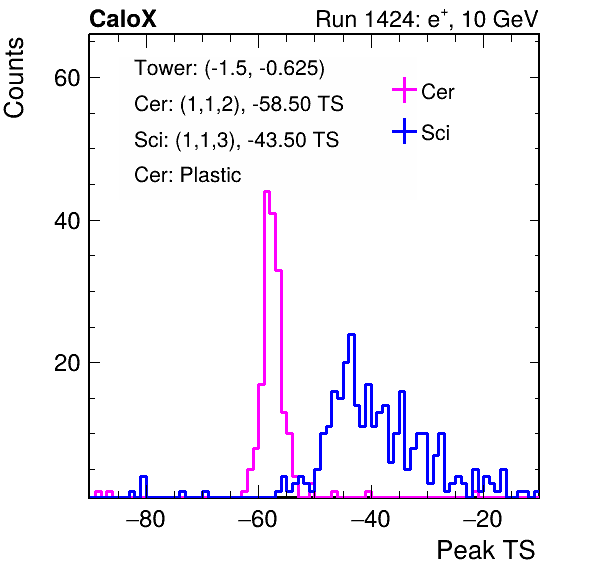 CaloX Run 1424: e⁺, 10 GeV
Counts
60
40
20
Tower: (-1.5, -0.625)
Cer: (1,1,2), -58.50 TS
Sci: (1,1,3), -43.50 TS
Cer: Plastic
Cer
Sci
−80 −60 −40 −20
Peak TS